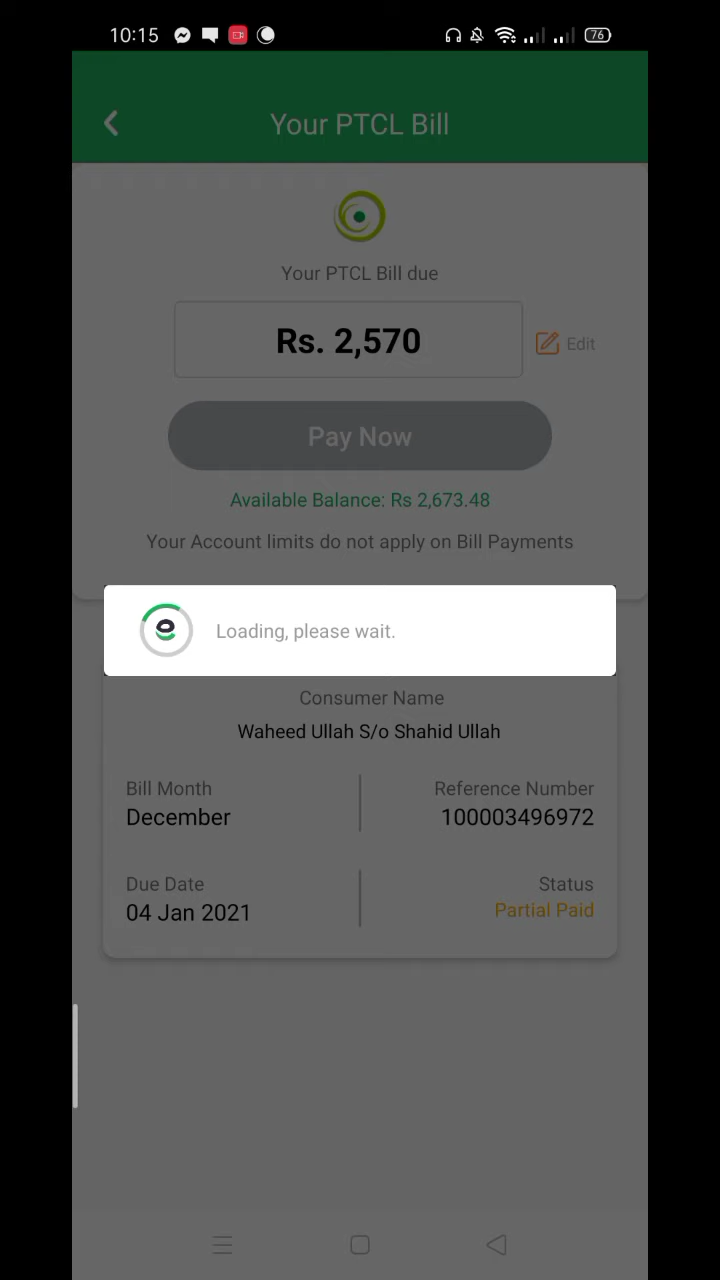 10:15
76
Your PTCL Bill
Your PTCL Bill due
Rs. 2,570
Edit
Pay Now
Available Balance: Rs 2,673.48
Your Account limits do not apply on Bill Payments
Loading, please wait.
Consumer Name
Waheed Ullah S/o Shahid Ullah
Bill Month
Reference Number
December
100003496972
Due Date
Status
04 Jan 2021
Partial Paid